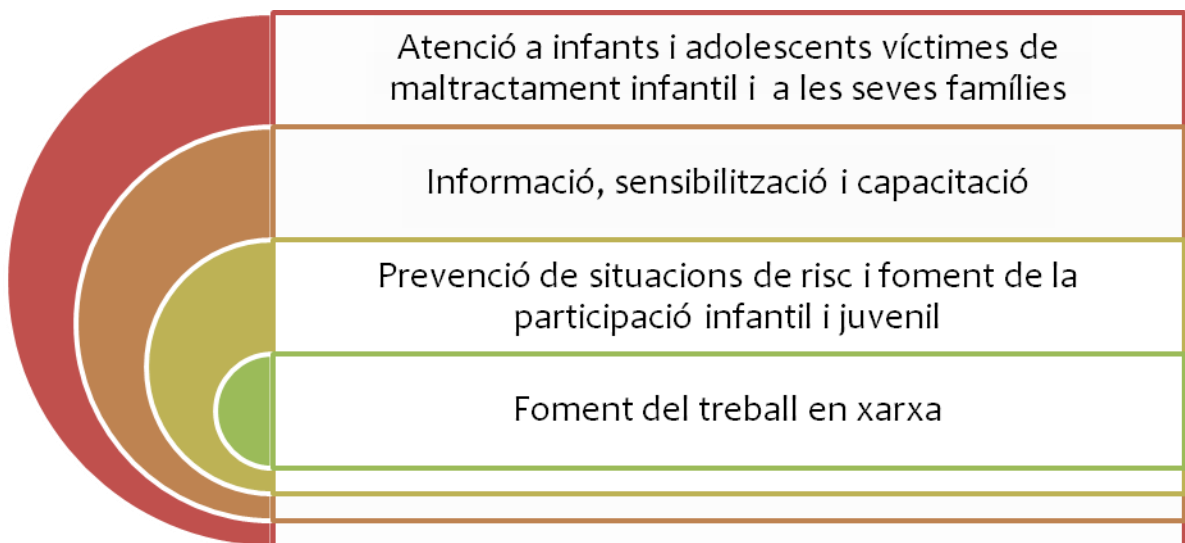 Atenció a infants i adolescents víctimes de
maltractament infantil i a les seves famílies
Informació, sensibilització i capacitació
Prevenció de situacions de risc i foment de la
participació infantil i juvenil
Foment del treball en xarxa